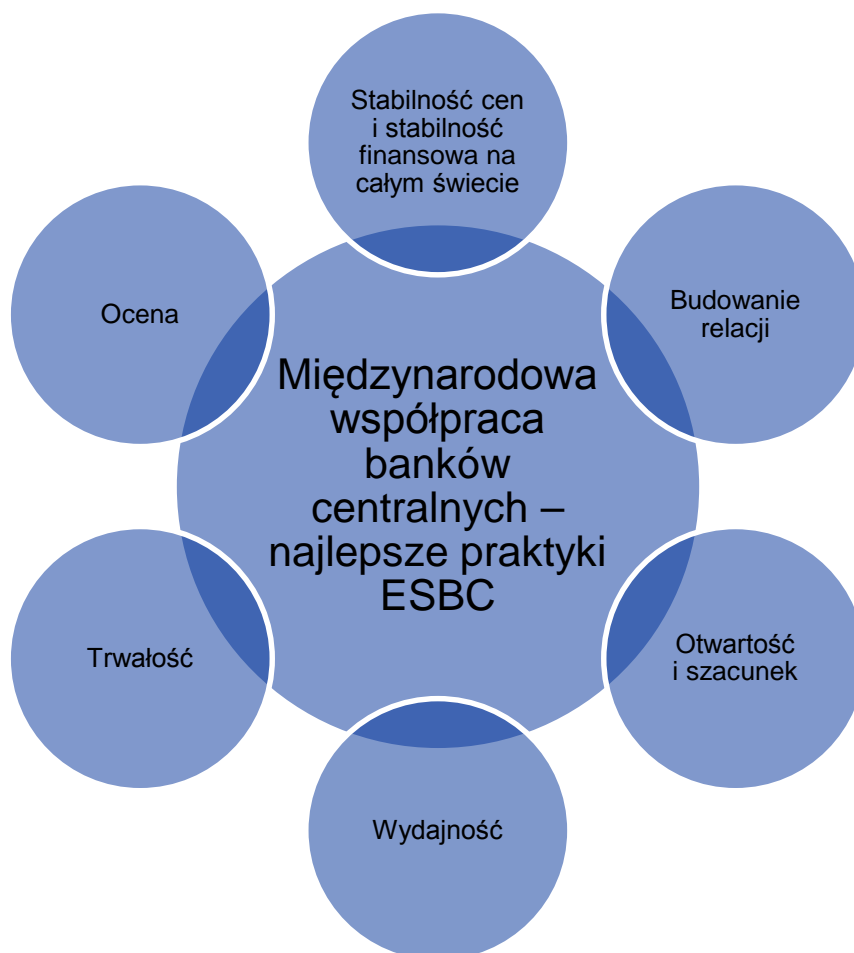 Stabilność cen
i stabilność
finansowa na
całym świecie
Ocena
Budowanie
relacji
Międzynarodowa
współpraca
banków
centralnych –
najlepsze praktyki
ESBC
Trwałość
Otwartość
i szacunek
Wydajność